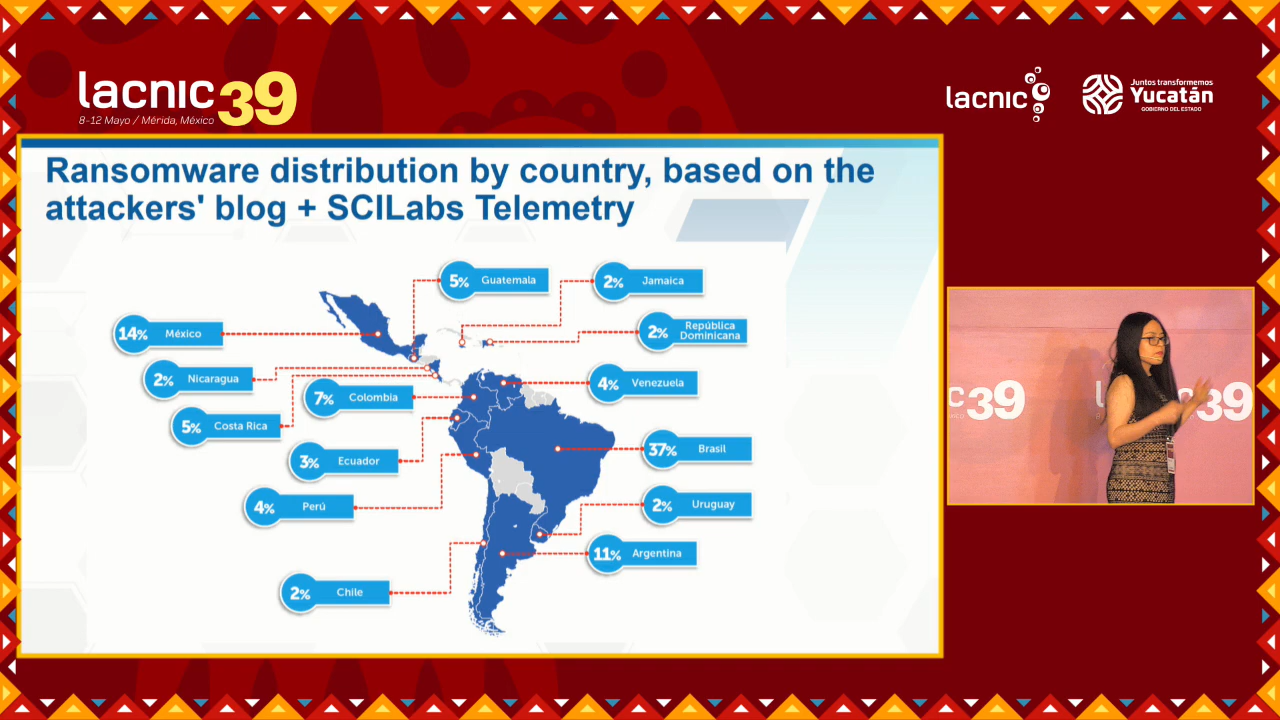 lacnic 39
8-12 Mayo / Mérida, México
lacnic
Juntos transformemos
Yucatán
GOBIERNO DEL ESTADO
Ransomware distribution by country, based on the
attackers' blog + SCILabs Telemetry
5% Guatemala
2% Jamaica
14% México
2% República
Dominicana
2% Nicaragua
7% Colombia
4% Venezuela
5% Costa Rica
3% Ecuador
37% Brasil
4% Perú
2% Uruguay
11% Argentina
2% Chile
c39
39